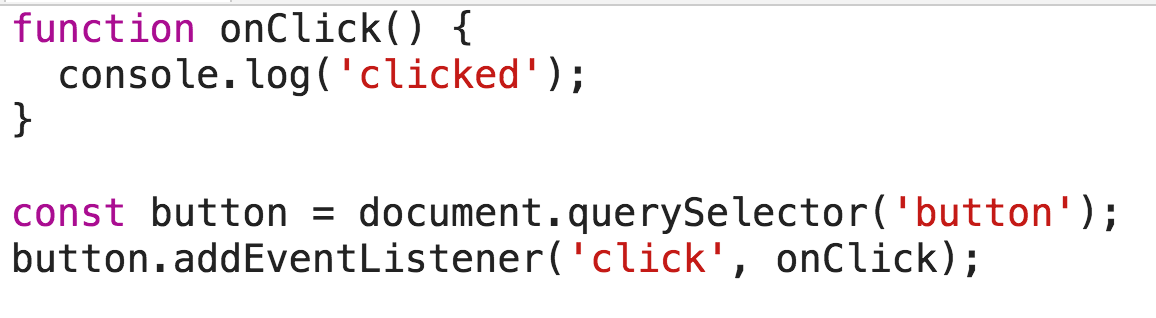 function onClick() {
  console.log('clicked');
}

const button = document.querySelector('button');
button.addEventListener('click', onClick);